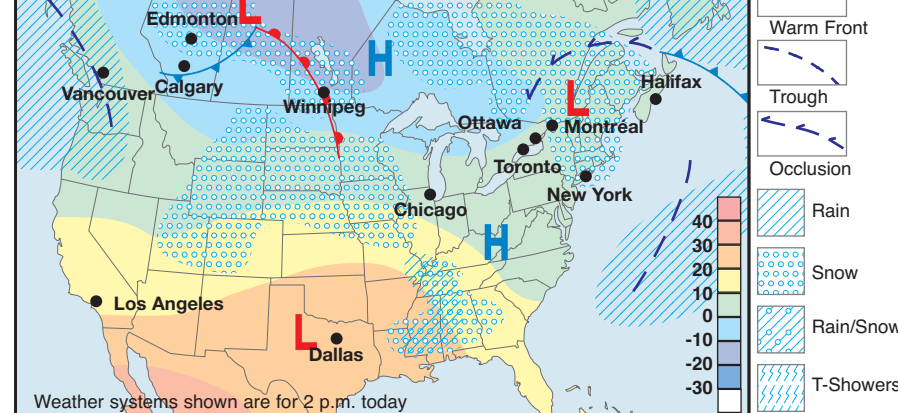 L
Edmonton
H
Vancouver
Calgary
Winnipeg
Ottawa
L
Halifax
Montréal
Toronto
New York
Chicago
H
Los Angeles
L
Dallas
Weather systems shown are for 2 p.m. today
40
30
20
10
0
-10
-20
-30
Warm Front
Trough
Occlusion
Rain
Snow
Rain/Snow
T-Showers